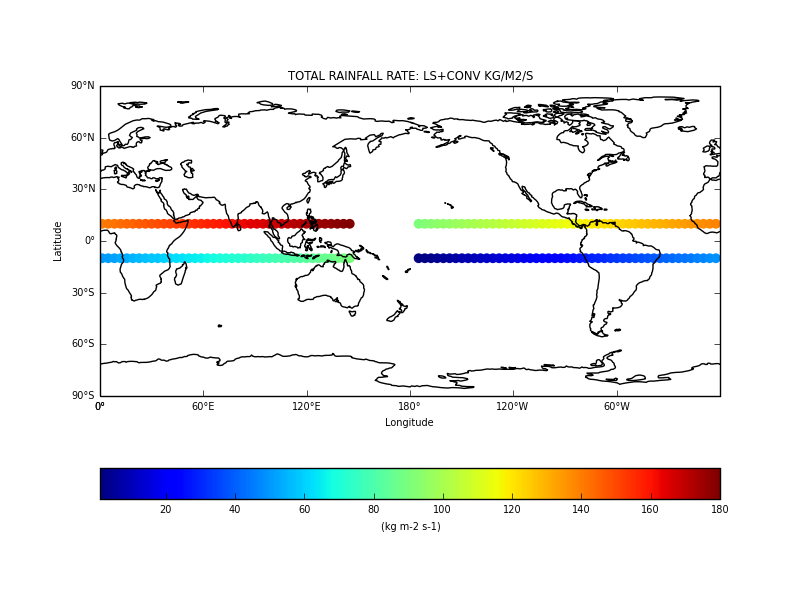 TOTAL RAINFALL RATE: LS+CONV KG/M2/S
90°N
60°N
30°N
0°
30°S
60°S
90°S
Latitude
0° 60°E 120°E 180° 120°W 60°W
Longitude
20 40 60 80 100 120 140 160 180
(kg m-2 s-1)